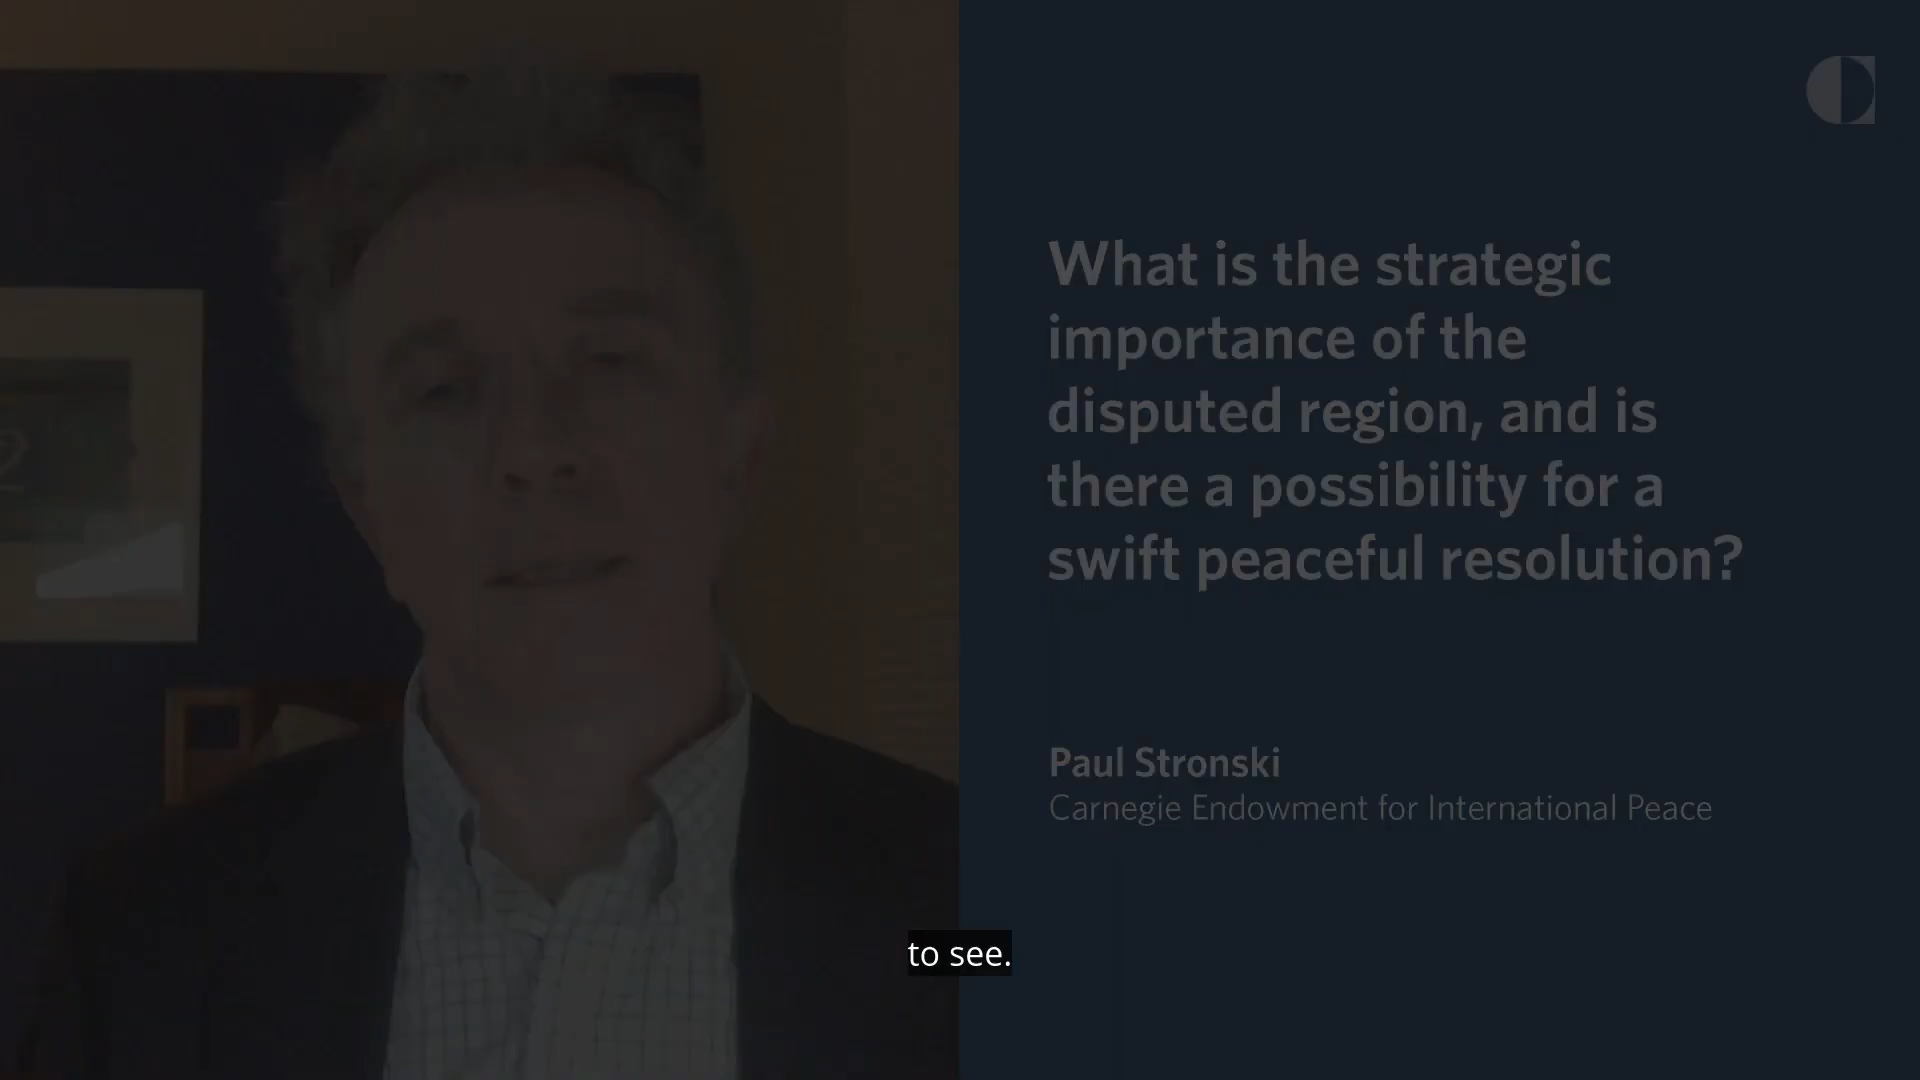 What is the strategic
importance of the
disputed region, and is
there a possibility for a
swift peaceful resolution?
Paul Stronski
Carnegie Endowment for International Peace
to see.